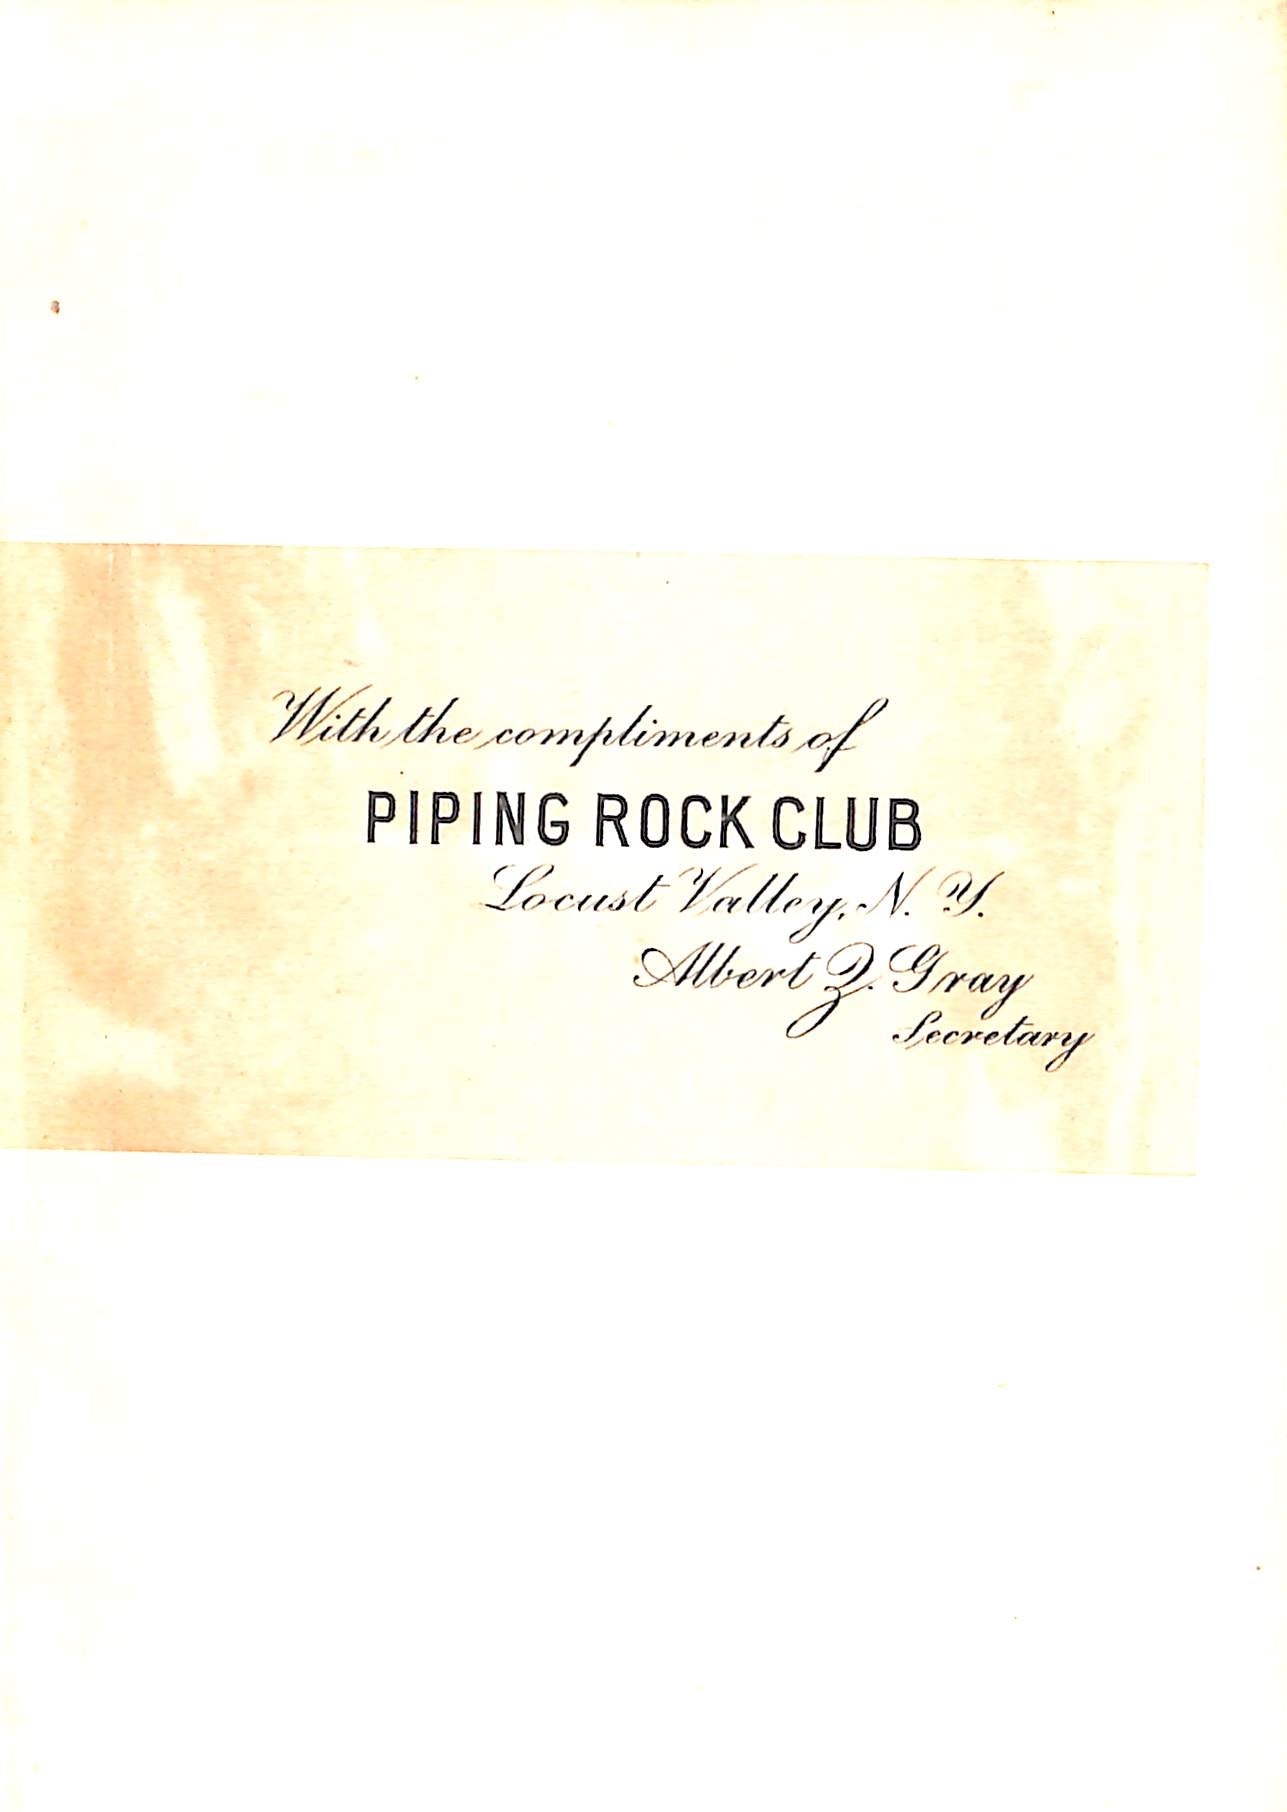 With the compliments of
PIPING ROCK CLUB
Locust Valley, N. Y.
Albert Z. Gray
Secretary